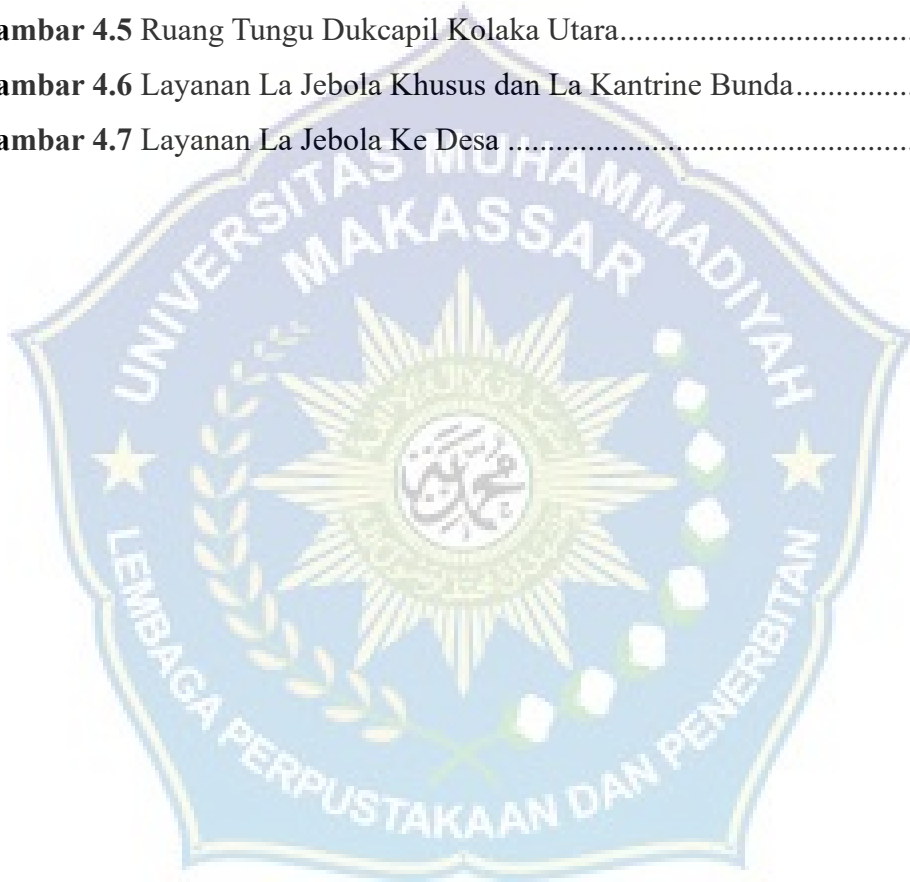 ambar 4.5 Ruang Tungu Dukcapil Kolaka Utara....................................
ambar 4.6 Layanan La Jebola Khusus dan La Kantrine Bunda...................
ambar 4.7 Layanan La Jebola Ke Desa ....................................................
UNIVERSITAS MUHAMMADIYAH
MAKASSAR
LEMBAGA PERPUSTAKAAN DAN PENERBITAN